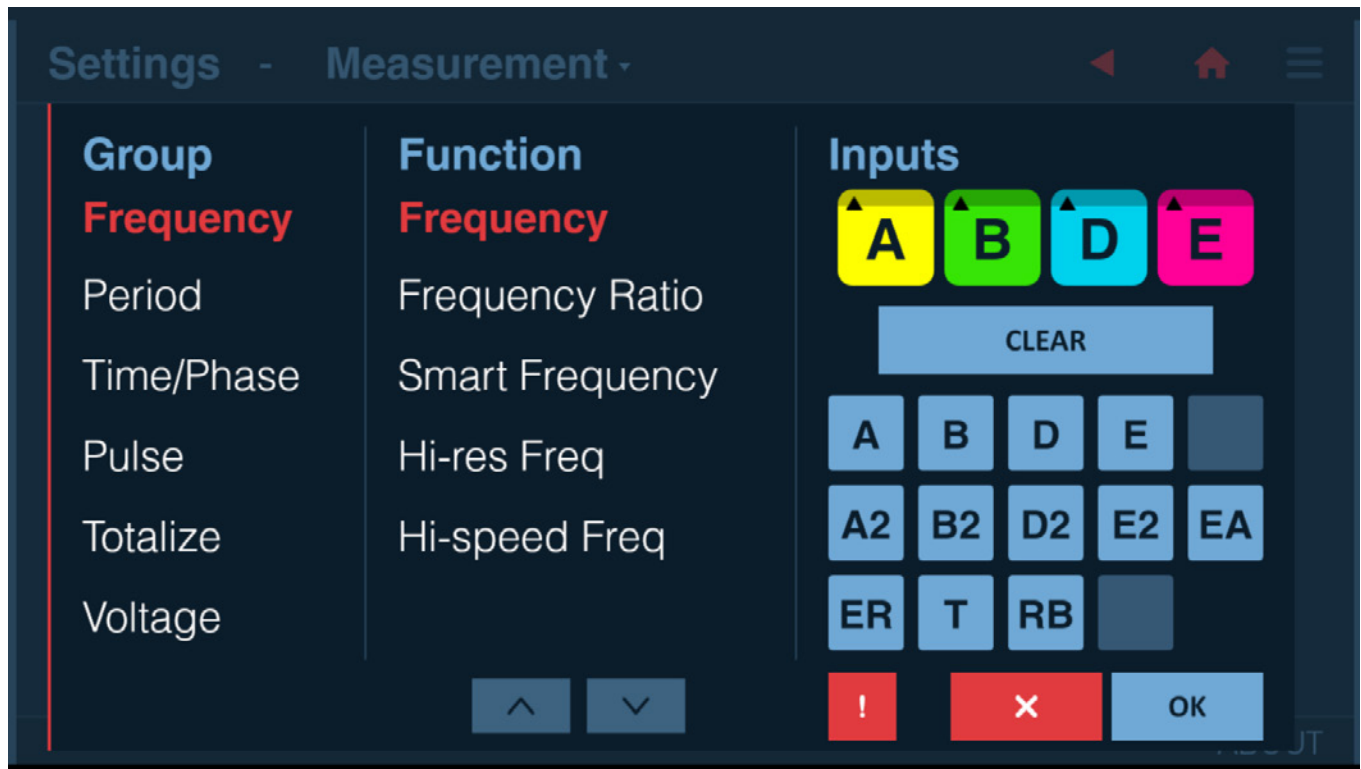 Settings - Measurement
Group
Frequency
Period
Time/Phase
Pulse
Totalize
Voltage
Function
Frequency
Frequency Ratio
Smart Frequency
Hi-res Freq
Hi-speed Freq
Inputs
A B D E
CLEAR
A B D E
A2 B2 D2 E2 EA
ER T RB
! X OK
ABOUT